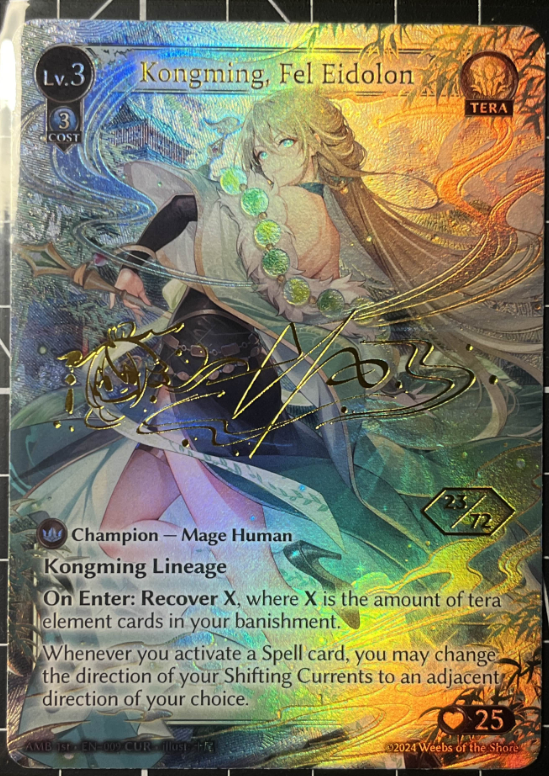 Lv.3
Kongming, Fel Eidolon
TERA
3
COST
23/72
Champion — Mage Human
Kongming Lineage
On Enter: Recover X, where X is the amount of tera
element cards in your banishment.
Whenever you activate a Spell card, you may change
the direction of your Shifting Currents to an adjacent
direction of your choice.
25
©2024 Weebs of the Shore